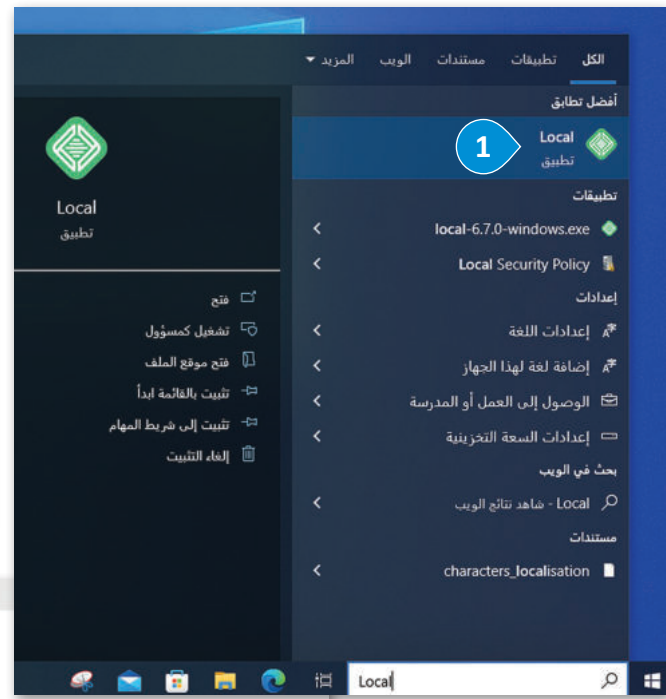 الكل تطبيقات مستندات الويب المزيد
أفضل تطابق
Local
تطبيق
1
تطبيقات
local-6.7.0-windows.exe
Local Security Policy
إعدادات
إعدادات اللغة
إضافة لغة لهذا الجهاز
الوصول إلى العمل أو المدرسة
إعدادات السعة التخزينية
بحث في الويب
Local - شاهد نتائج الويب
مستندات
characters_localisation
Local
تطبيق
فتح
تشغيل كمسؤول
فتح موقع الملف
تثبيت بالقائمة ابدأ
تثبيت إلى شريط المهام
إلغاء التثبيت
Local